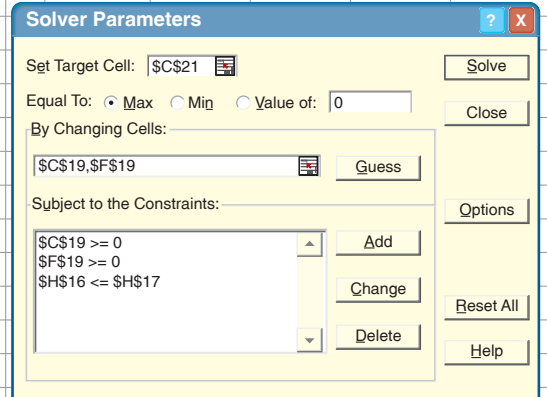 Solver Parameters ? X
Set Target Cell: $C$21 Solve
Equal To: Max Min Value of: 0
Close
By Changing Cells:
$C$19,$F$19 Guess
Subject to the Constraints:
Options
$C$19 >= 0 Add
$F$19 >= 0
$H$16 <= $H$17
Change
Reset All
Delete
Help